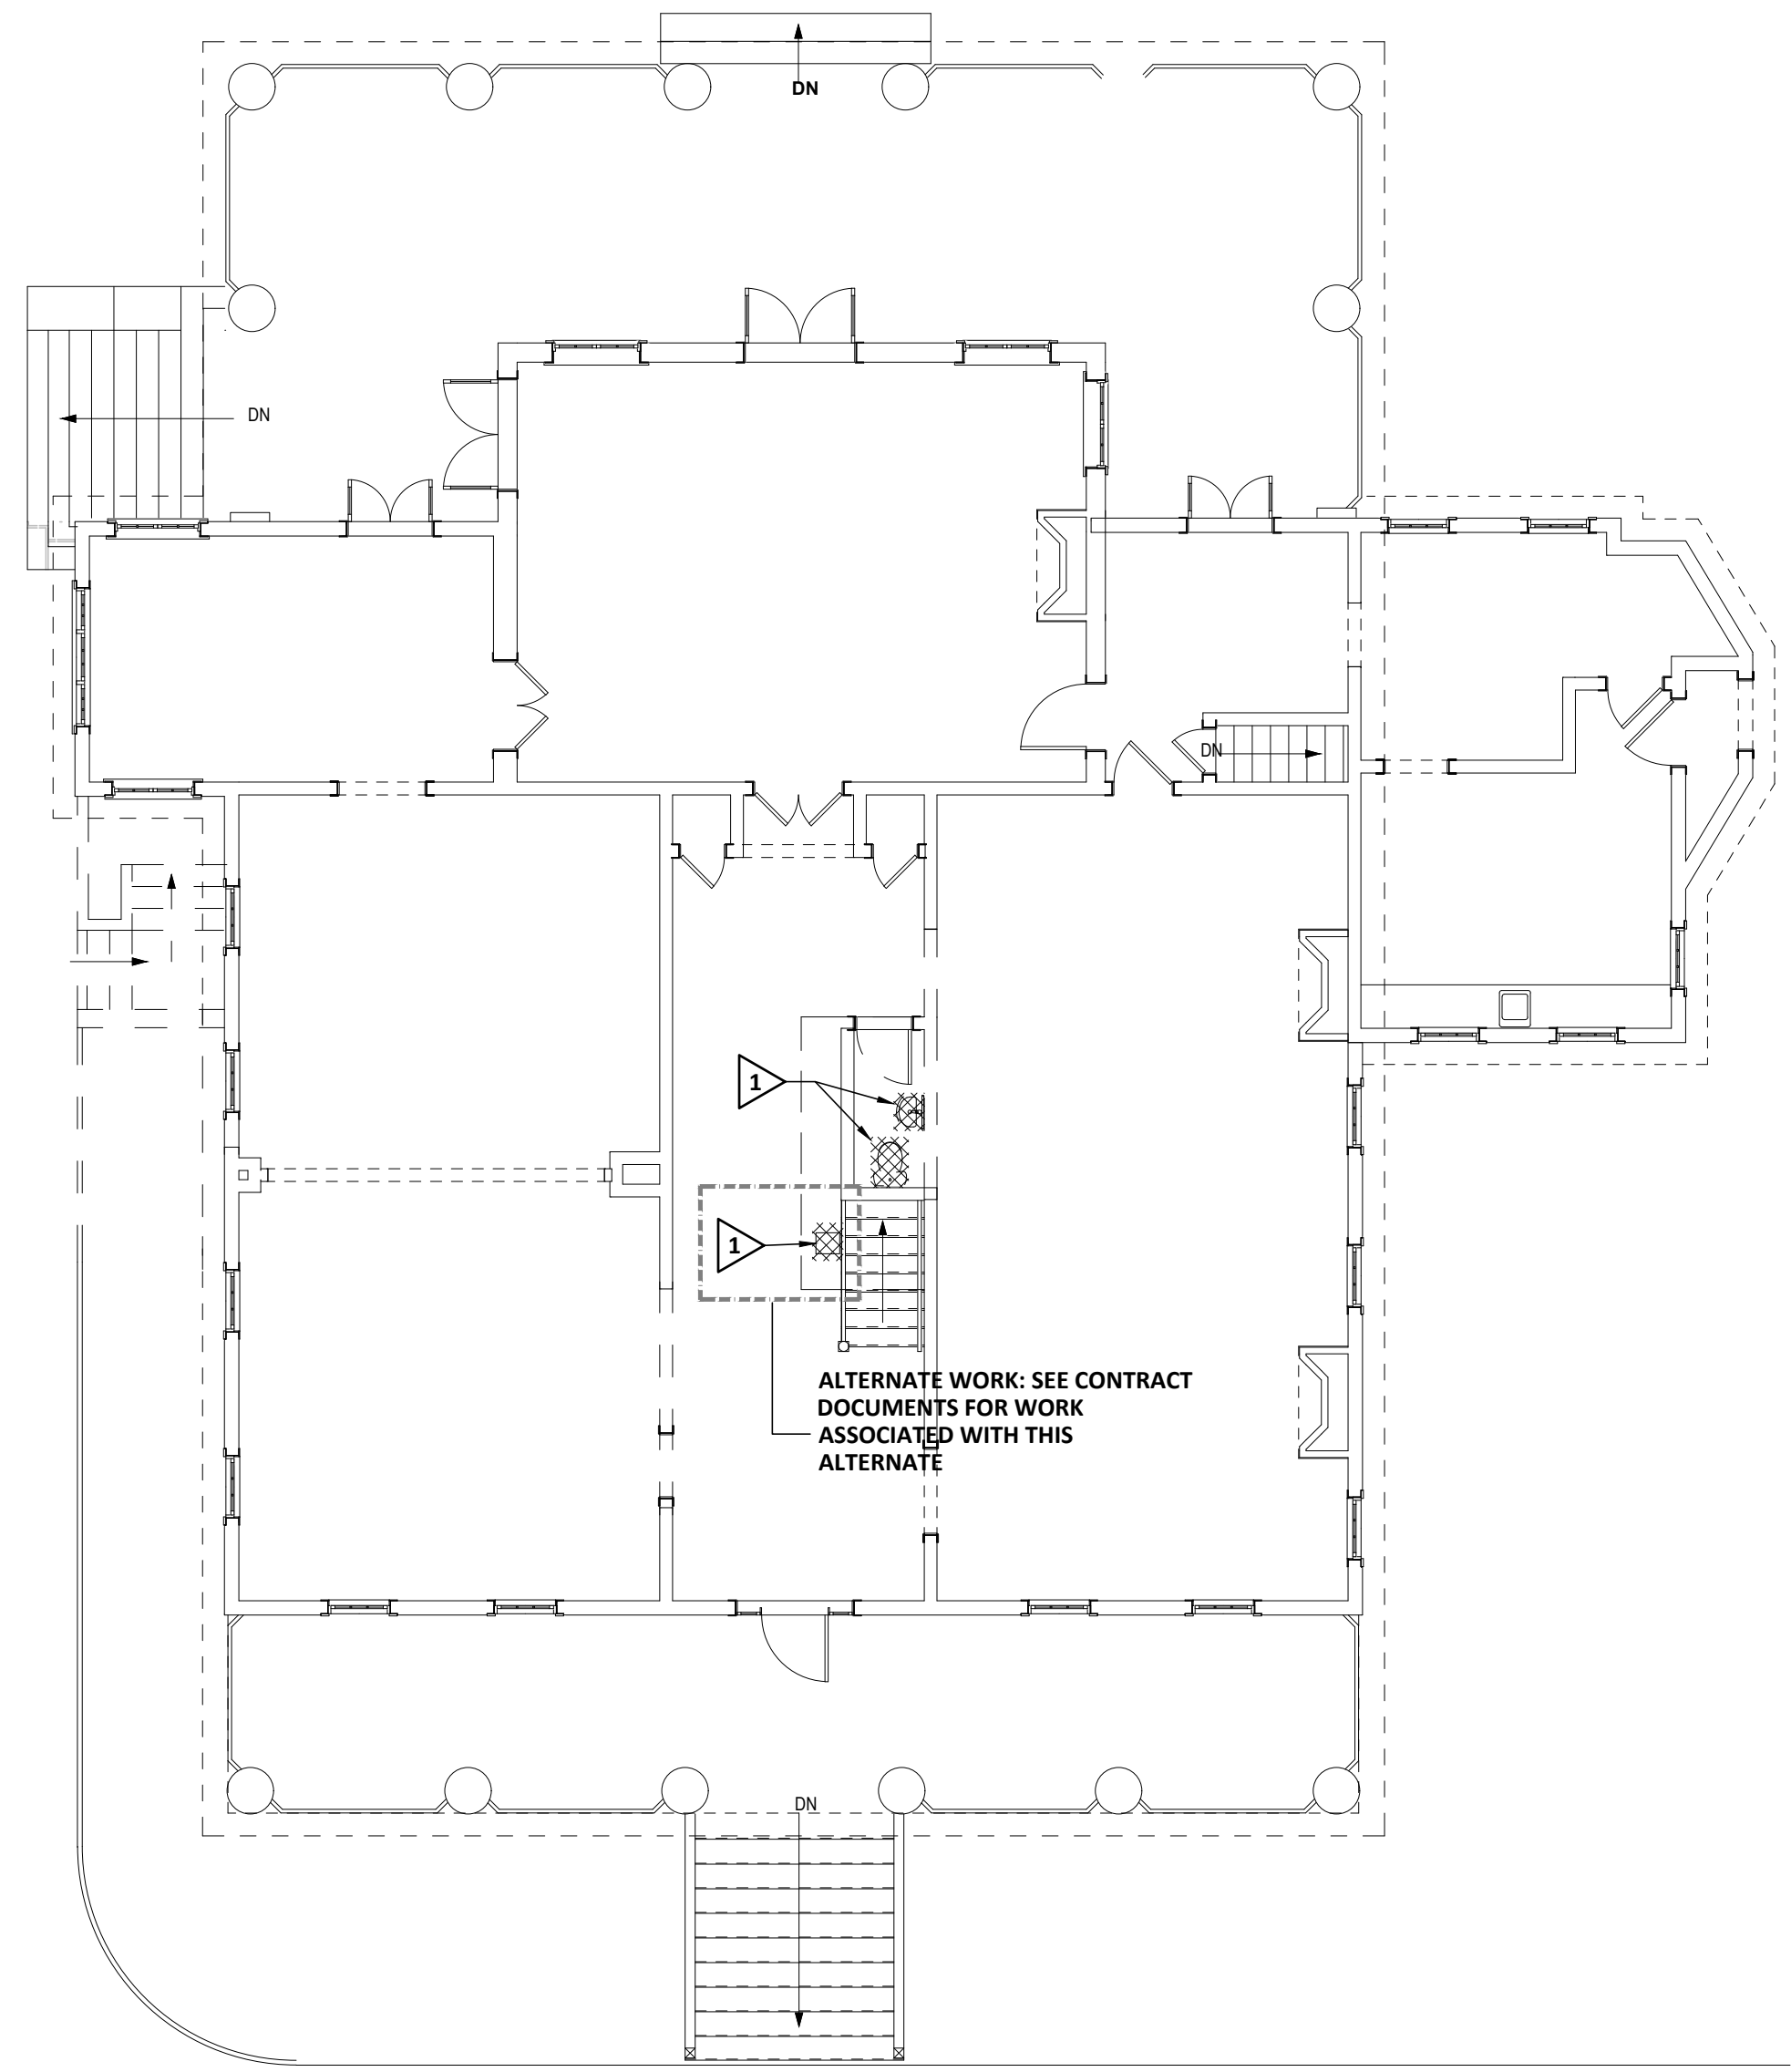 DN
DN
DN
1
1
ALTERNATE WORK: SEE CONTRACT
DOCUMENTS FOR WORK
ASSOCIATED WITH THIS
ALTERNATE
DN